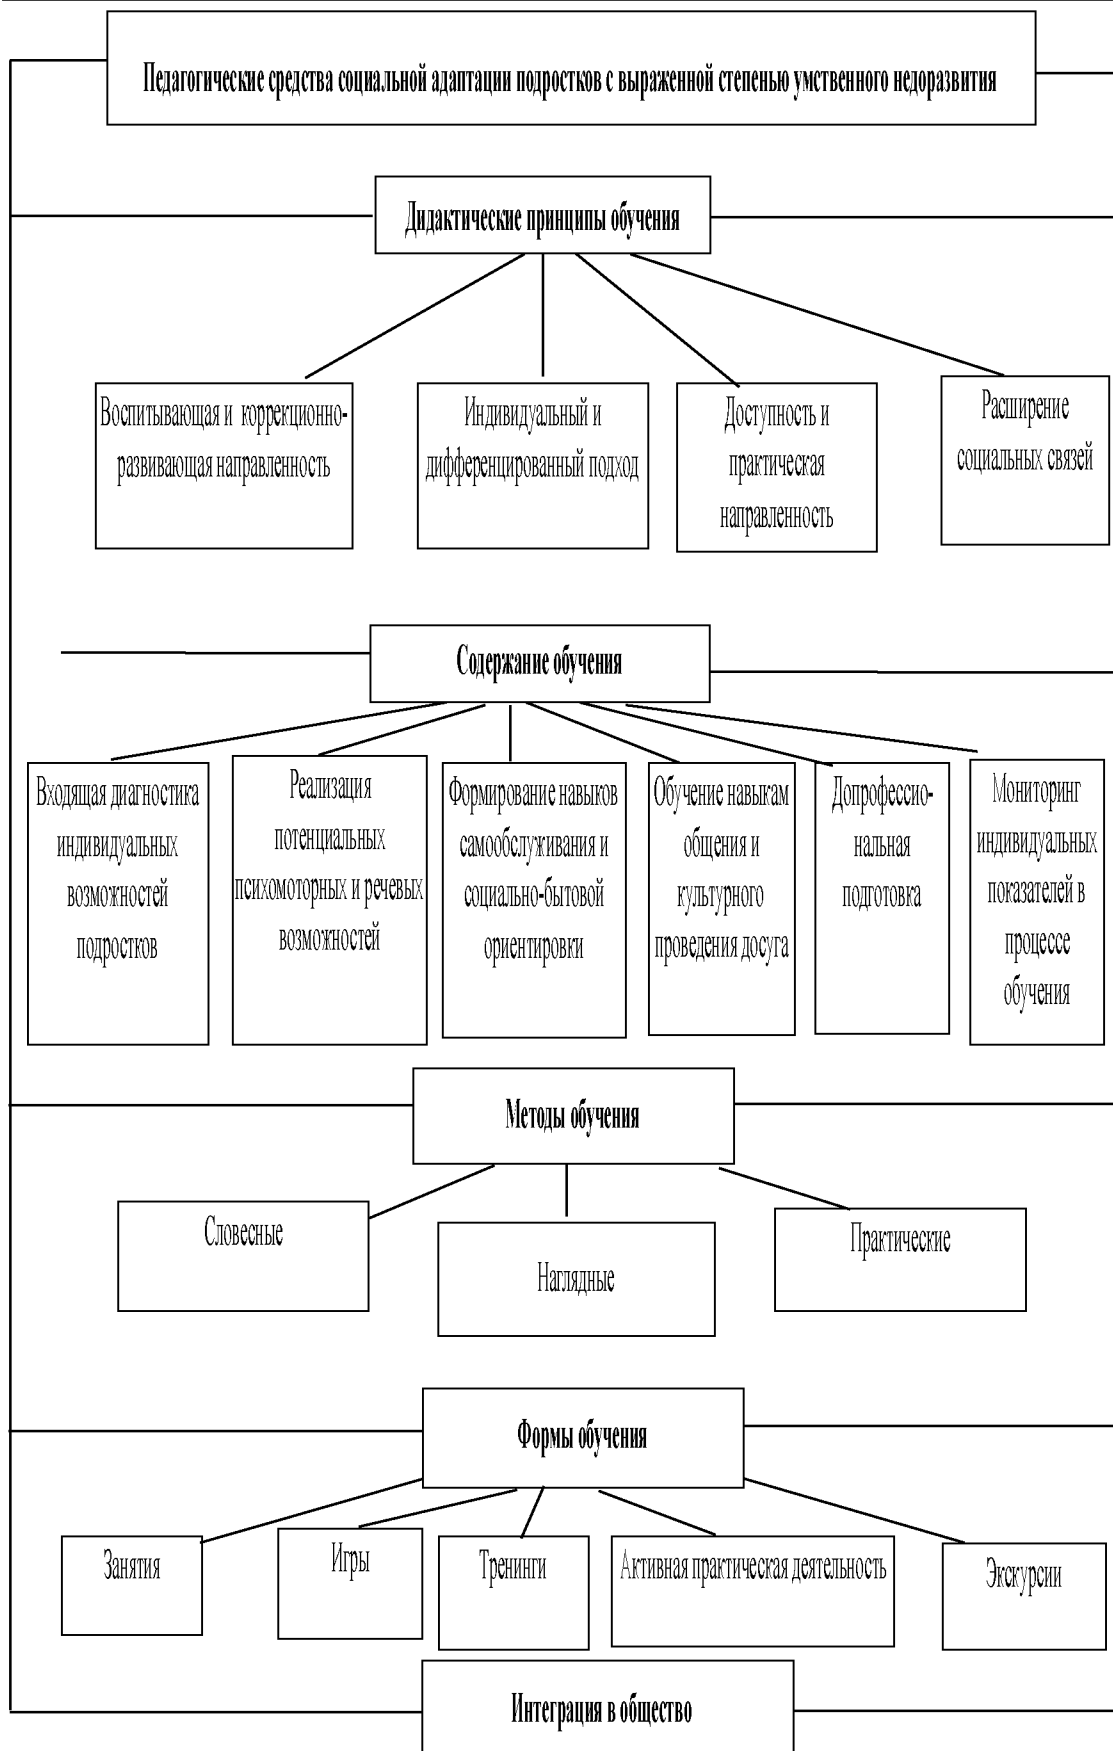 Педагогические средства социальной адаптации подростков с выраженной степенью умственного недоразвития
Дидактические принципы обучения
Воспитывающая и коррекционно-
развивающая направленность
Индивидуальный и
дифференцированный подход
Доступность и
практическая
направленность
Расширение
социальных связей
Содержание обучения
Входящая диагностика
индивидуальных
возможностей
подростков
Реализация
потенциальных
психомоторных и речевых
возможностей
Формирование навыков
самообслуживания и
социально-бытовой
ориентировки
Обучение навыкам
общения и
культурного
проведения досуга
Допрофессио-
нальная
подготовка
Мониторинг
индивидуальных
показателей в
процессе
обучения
Методы обучения
Словесные
Наглядные
Практические
Формы обучения
Занятия
Игры
Тренинги
Активная практическая деятельность
Экскурсии
Интеграция в общество